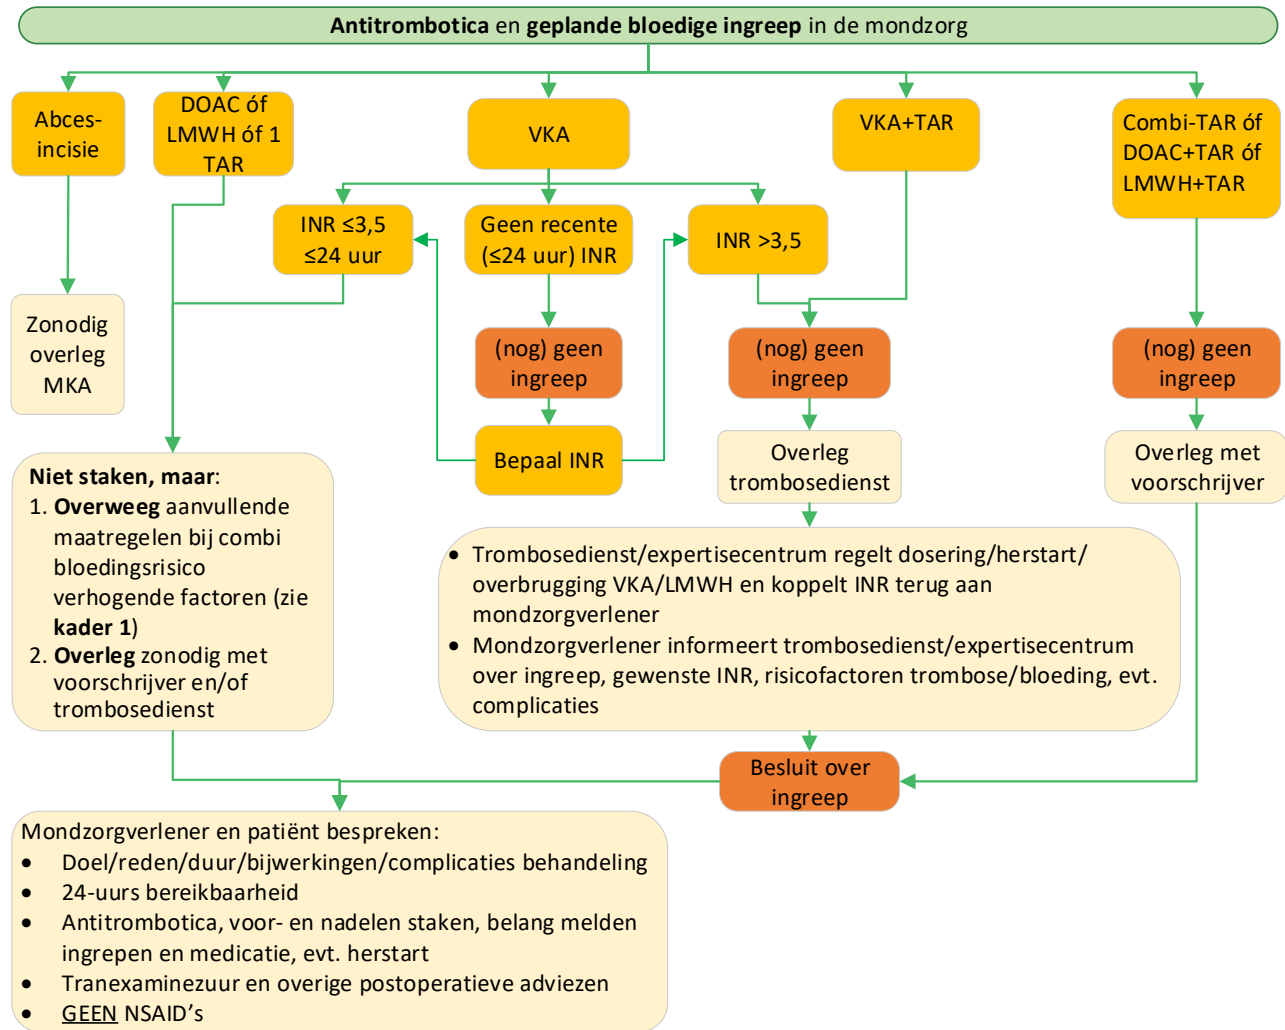 Antitrombotica en geplande bloedige ingreep in de mondzorg
Abces-
incisie
DOAC óf
LMWH óf 1
TAR
VKA
VKA+TAR
Combi-TAR óf
DOAC+TAR óf
LMWH+TAR
INR ≤3,5
≤24 uur
Geen recente
(≤24 uur) INR
INR >3,5
Zonodig
overleg
MKA
(nog) geen
ingreep
(nog) geen
ingreep
(nog) geen
ingreep
Bepaal INR
Overleg
trombosedienst
Overleg met
voorschrijver
Niet staken, maar:
1. Overweeg aanvullende
maatregelen bij combi
bloedingsrisico
verhogende factoren (zie
kader 1)
2. Overleg zonodig met
voorschrijver en/of
trombosedienst
• Trombosedienst/expertisecentrum regelt dosering/herstart/
overbrugging VKA/LMWH en koppelt INR terug aan
mondzorgverlener
• Mondzorgverlener informeert trombosedienst/expertisecentrum
over ingreep, gewenste INR, risicofactoren trombose/bloeding, evt.
complicaties
Besluit over
ingreep
Mondzorgverlener en patiënt bespreken:
• Doel/reden/duur/bijwerkingen/complicaties behandeling
• 24-uurs bereikbaarheid
• Antitrombotica, voor- en nadelen staken, belang melden
ingrepen en medicatie, evt. herstart
• Tranexaminezuur en overige postoperatieve adviezen
• GEEN NSAID's